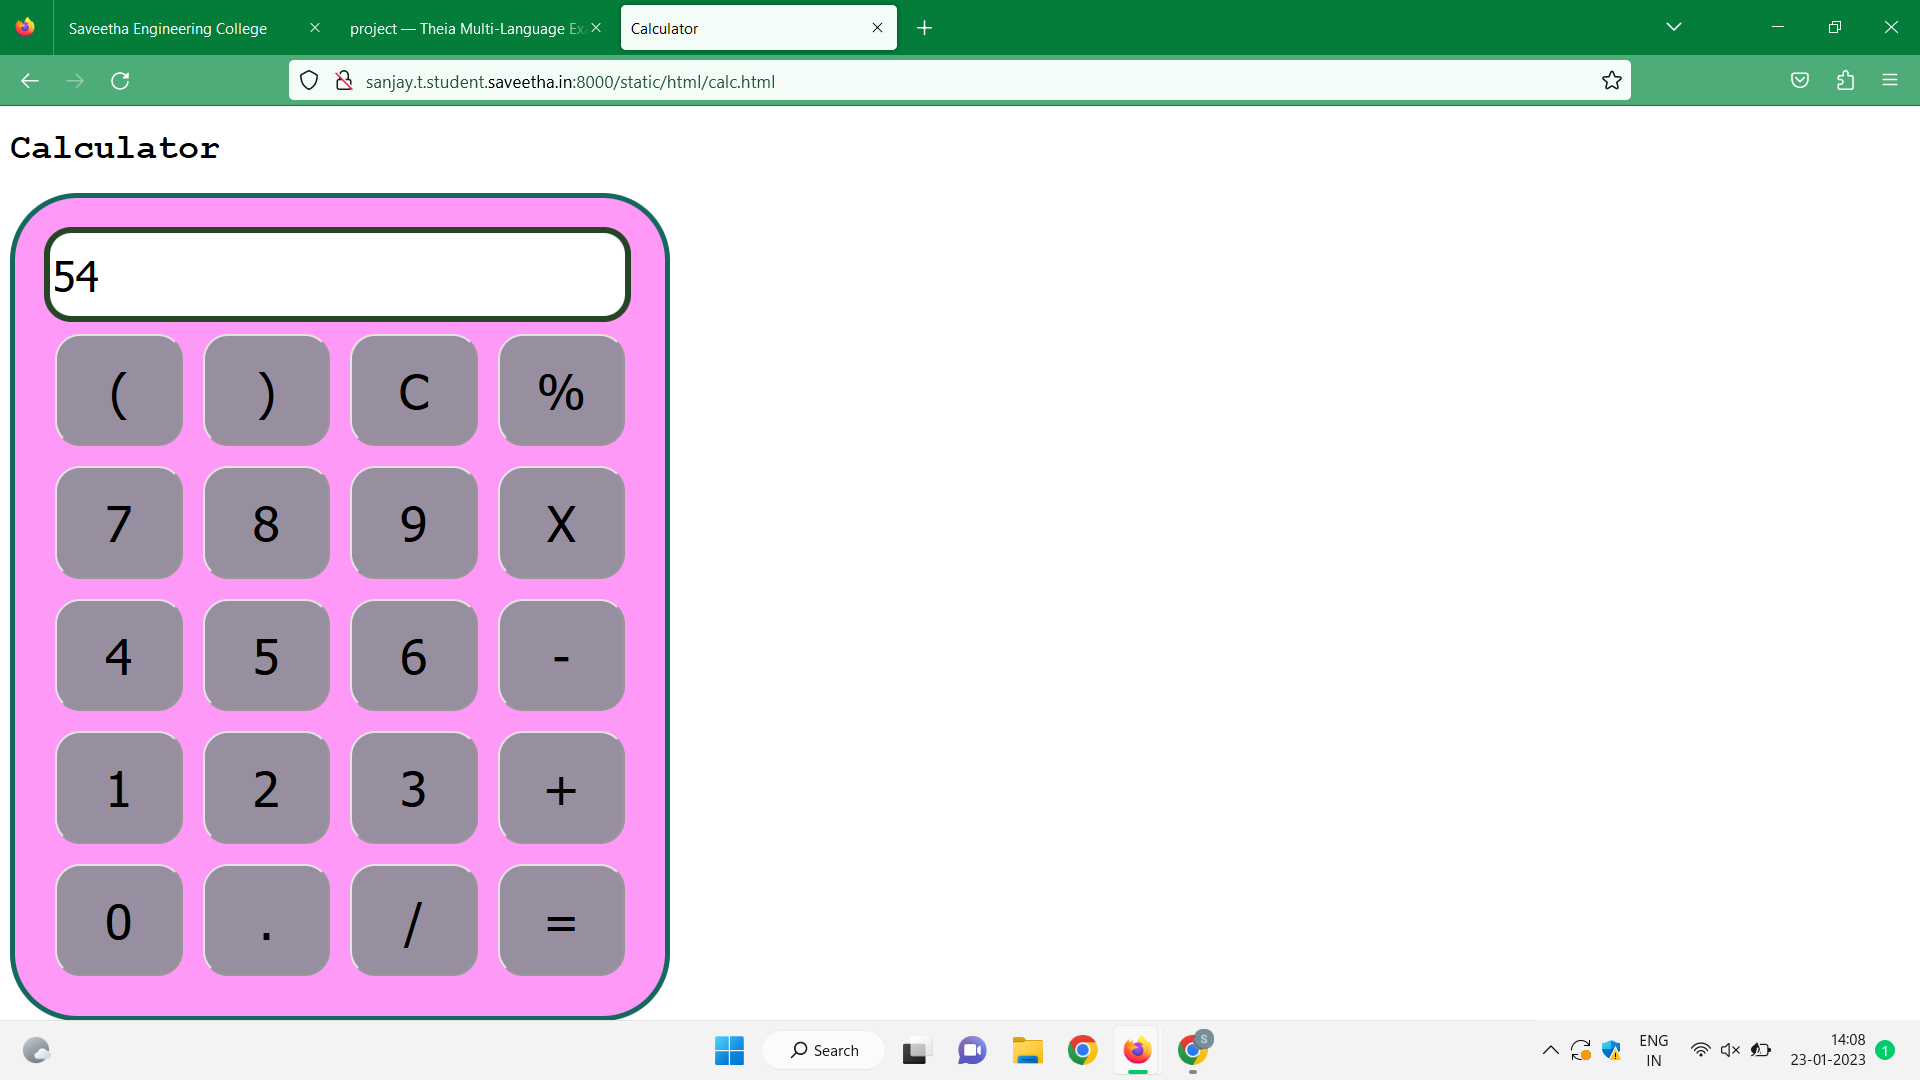 Saveetha Engineering College
project — Theia Multi-Language Ex
Calculator
sanjay.t.student.saveetha.in:8000/static/html/calc.html
Calculator
54
( ) C %
7 8 9 X
4 5 6 -
1 2 3 +
0 . / =
Search
S
ENG
IN
14:08
23-01-2023
1